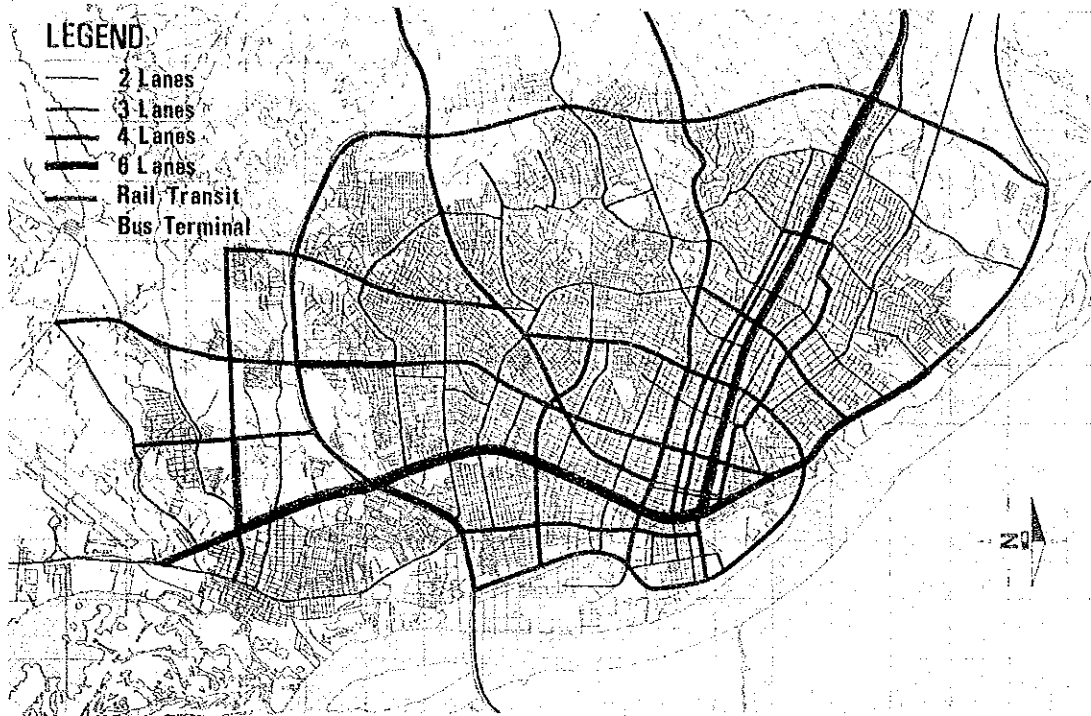 LEGEND
2 Lanes
3 Lanes
4 Lanes
6 Lanes
Rail Transit
Bus Terminal
N